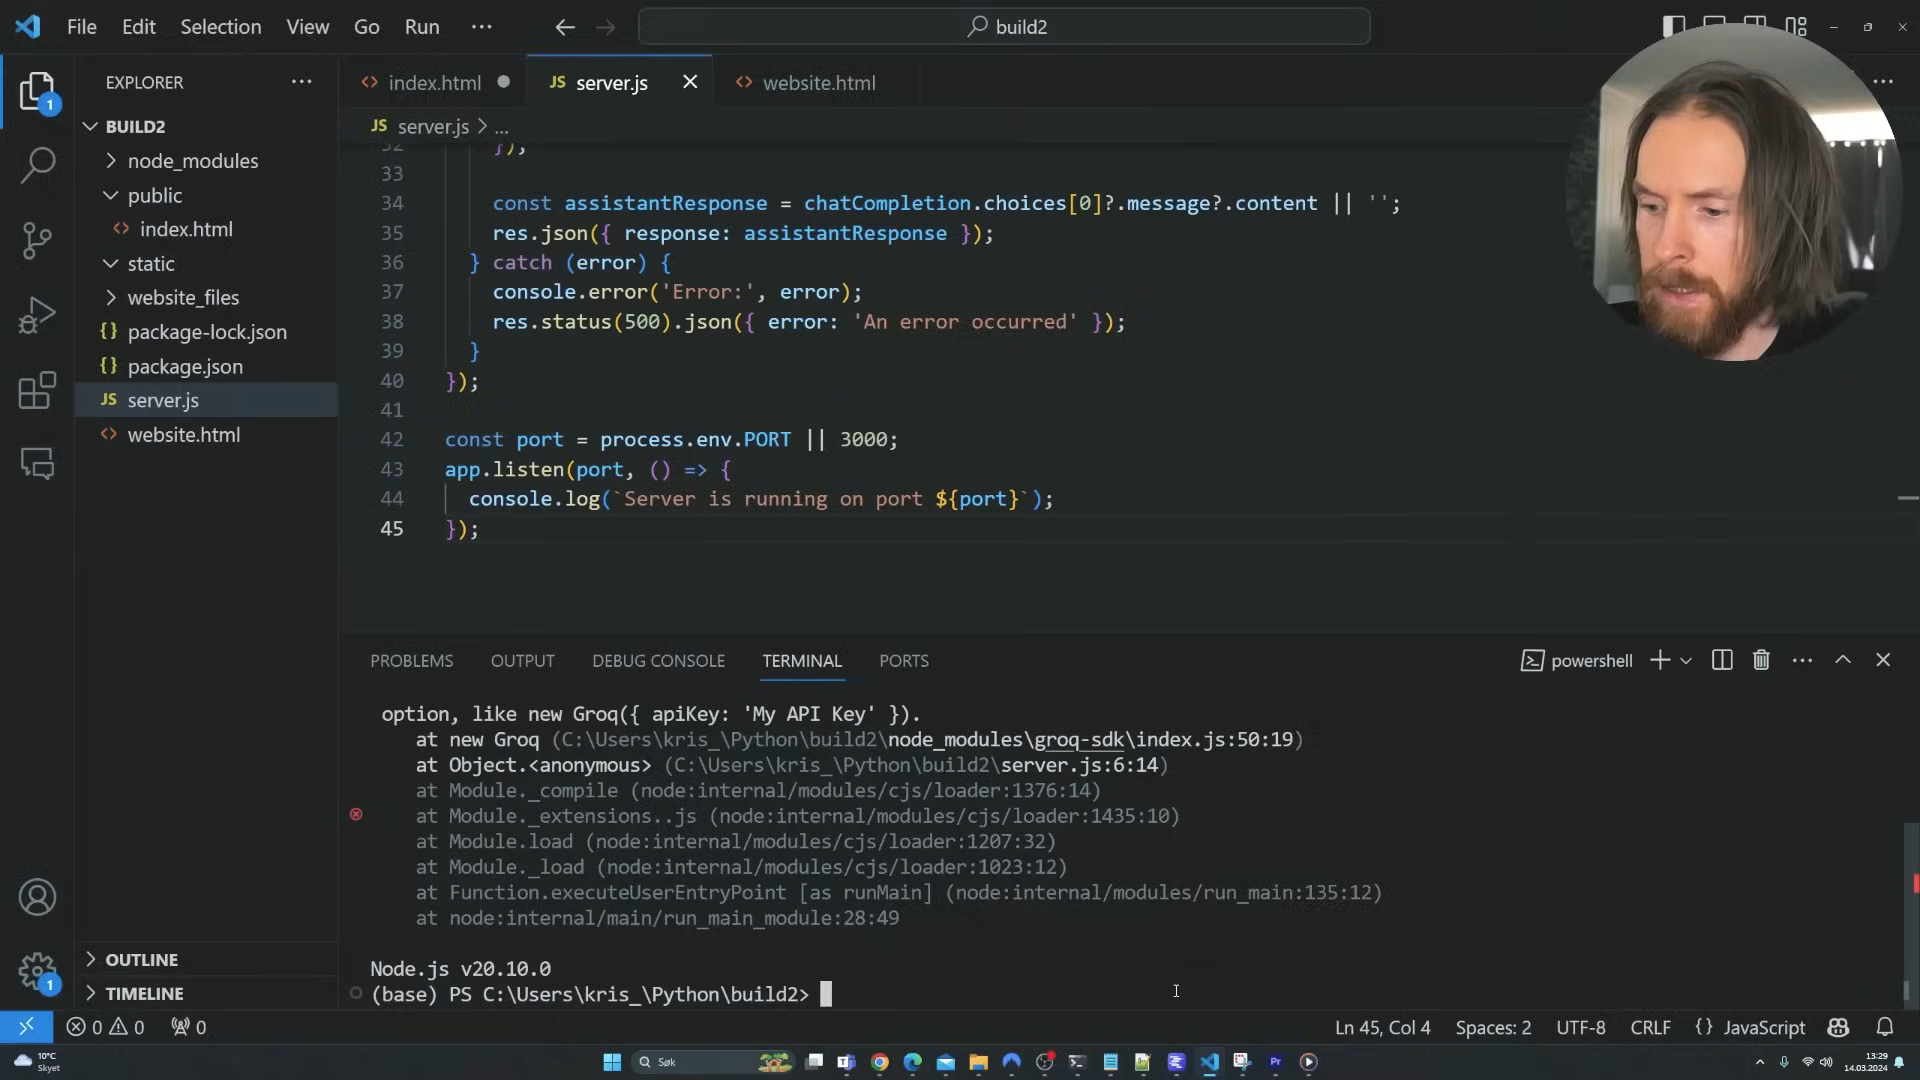 File Edit Selection View Go Run ··· build2
EXPLORER ···
BUILD2
node_modules
public
index.html
static
website_files
package-lock.json
package.json
server.js
website.html
OUTLINE
TIMELINE
index.html
JS server.js
website.html
JS server.js > ...
32 });
33
34 const assistantResponse = chatCompletion.choices[0]?.message?.content || '';
35 res.json({ response: assistantResponse });
36 } catch (error) {
37 console.error('Error:', error);
38 res.status(500).json({ error: 'An error occurred' });
39 }
40 });
41
42 const port = process.env.PORT || 3000;
43 app.listen(port, () => {
44 console.log(`Server is running on port ${port}`);
45 });
PROBLEMS OUTPUT DEBUG CONSOLE TERMINAL PORTS powershell
option, like new Groq({ apiKey: 'My API Key' }).
at new Groq (C:\Users\kris_\Python\build2\node_modules\groq-sdk\index.js:50:19)
at Object.<anonymous> (C:\Users\kris_\Python\build2\server.js:6:14)
at Module._compile (node:internal/modules/cjs/loader:1376:14)
at Module._extensions..js (node:internal/modules/cjs/loader:1435:10)
at Module.load (node:internal/modules/cjs/loader:1207:32)
at Module._load (node:internal/modules/cjs/loader:1023:12)
at Function.executeUserEntryPoint [as runMain] (node:internal/modules/run_main:135:12)
at node:internal/main/run_main_module:28:49
Node.js v20.10.0
(base) PS C:\Users\kris_\Python\build2>
0 0 0 Ln 45, Col 4 Spaces: 2 UTF-8 CRLF {} JavaScript
10°C
Skyet
Søk
13:29
14.03.2024